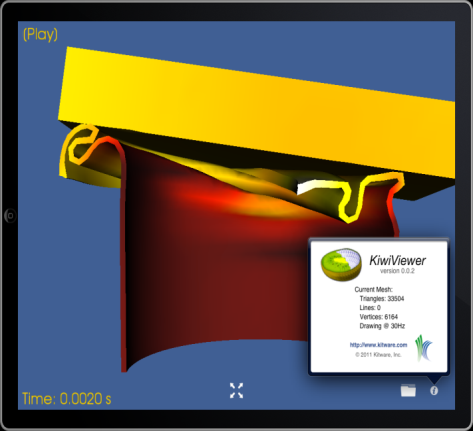 (Play)
KiwiViewer
version 0.0.2
Current Mesh:
Triangles: 33504
Lines: 0
Vertices: 6164
Drawing @ 30Hz
http://www.kitware.com
© 2011 Kitware, Inc.
Time: 0.0020 s